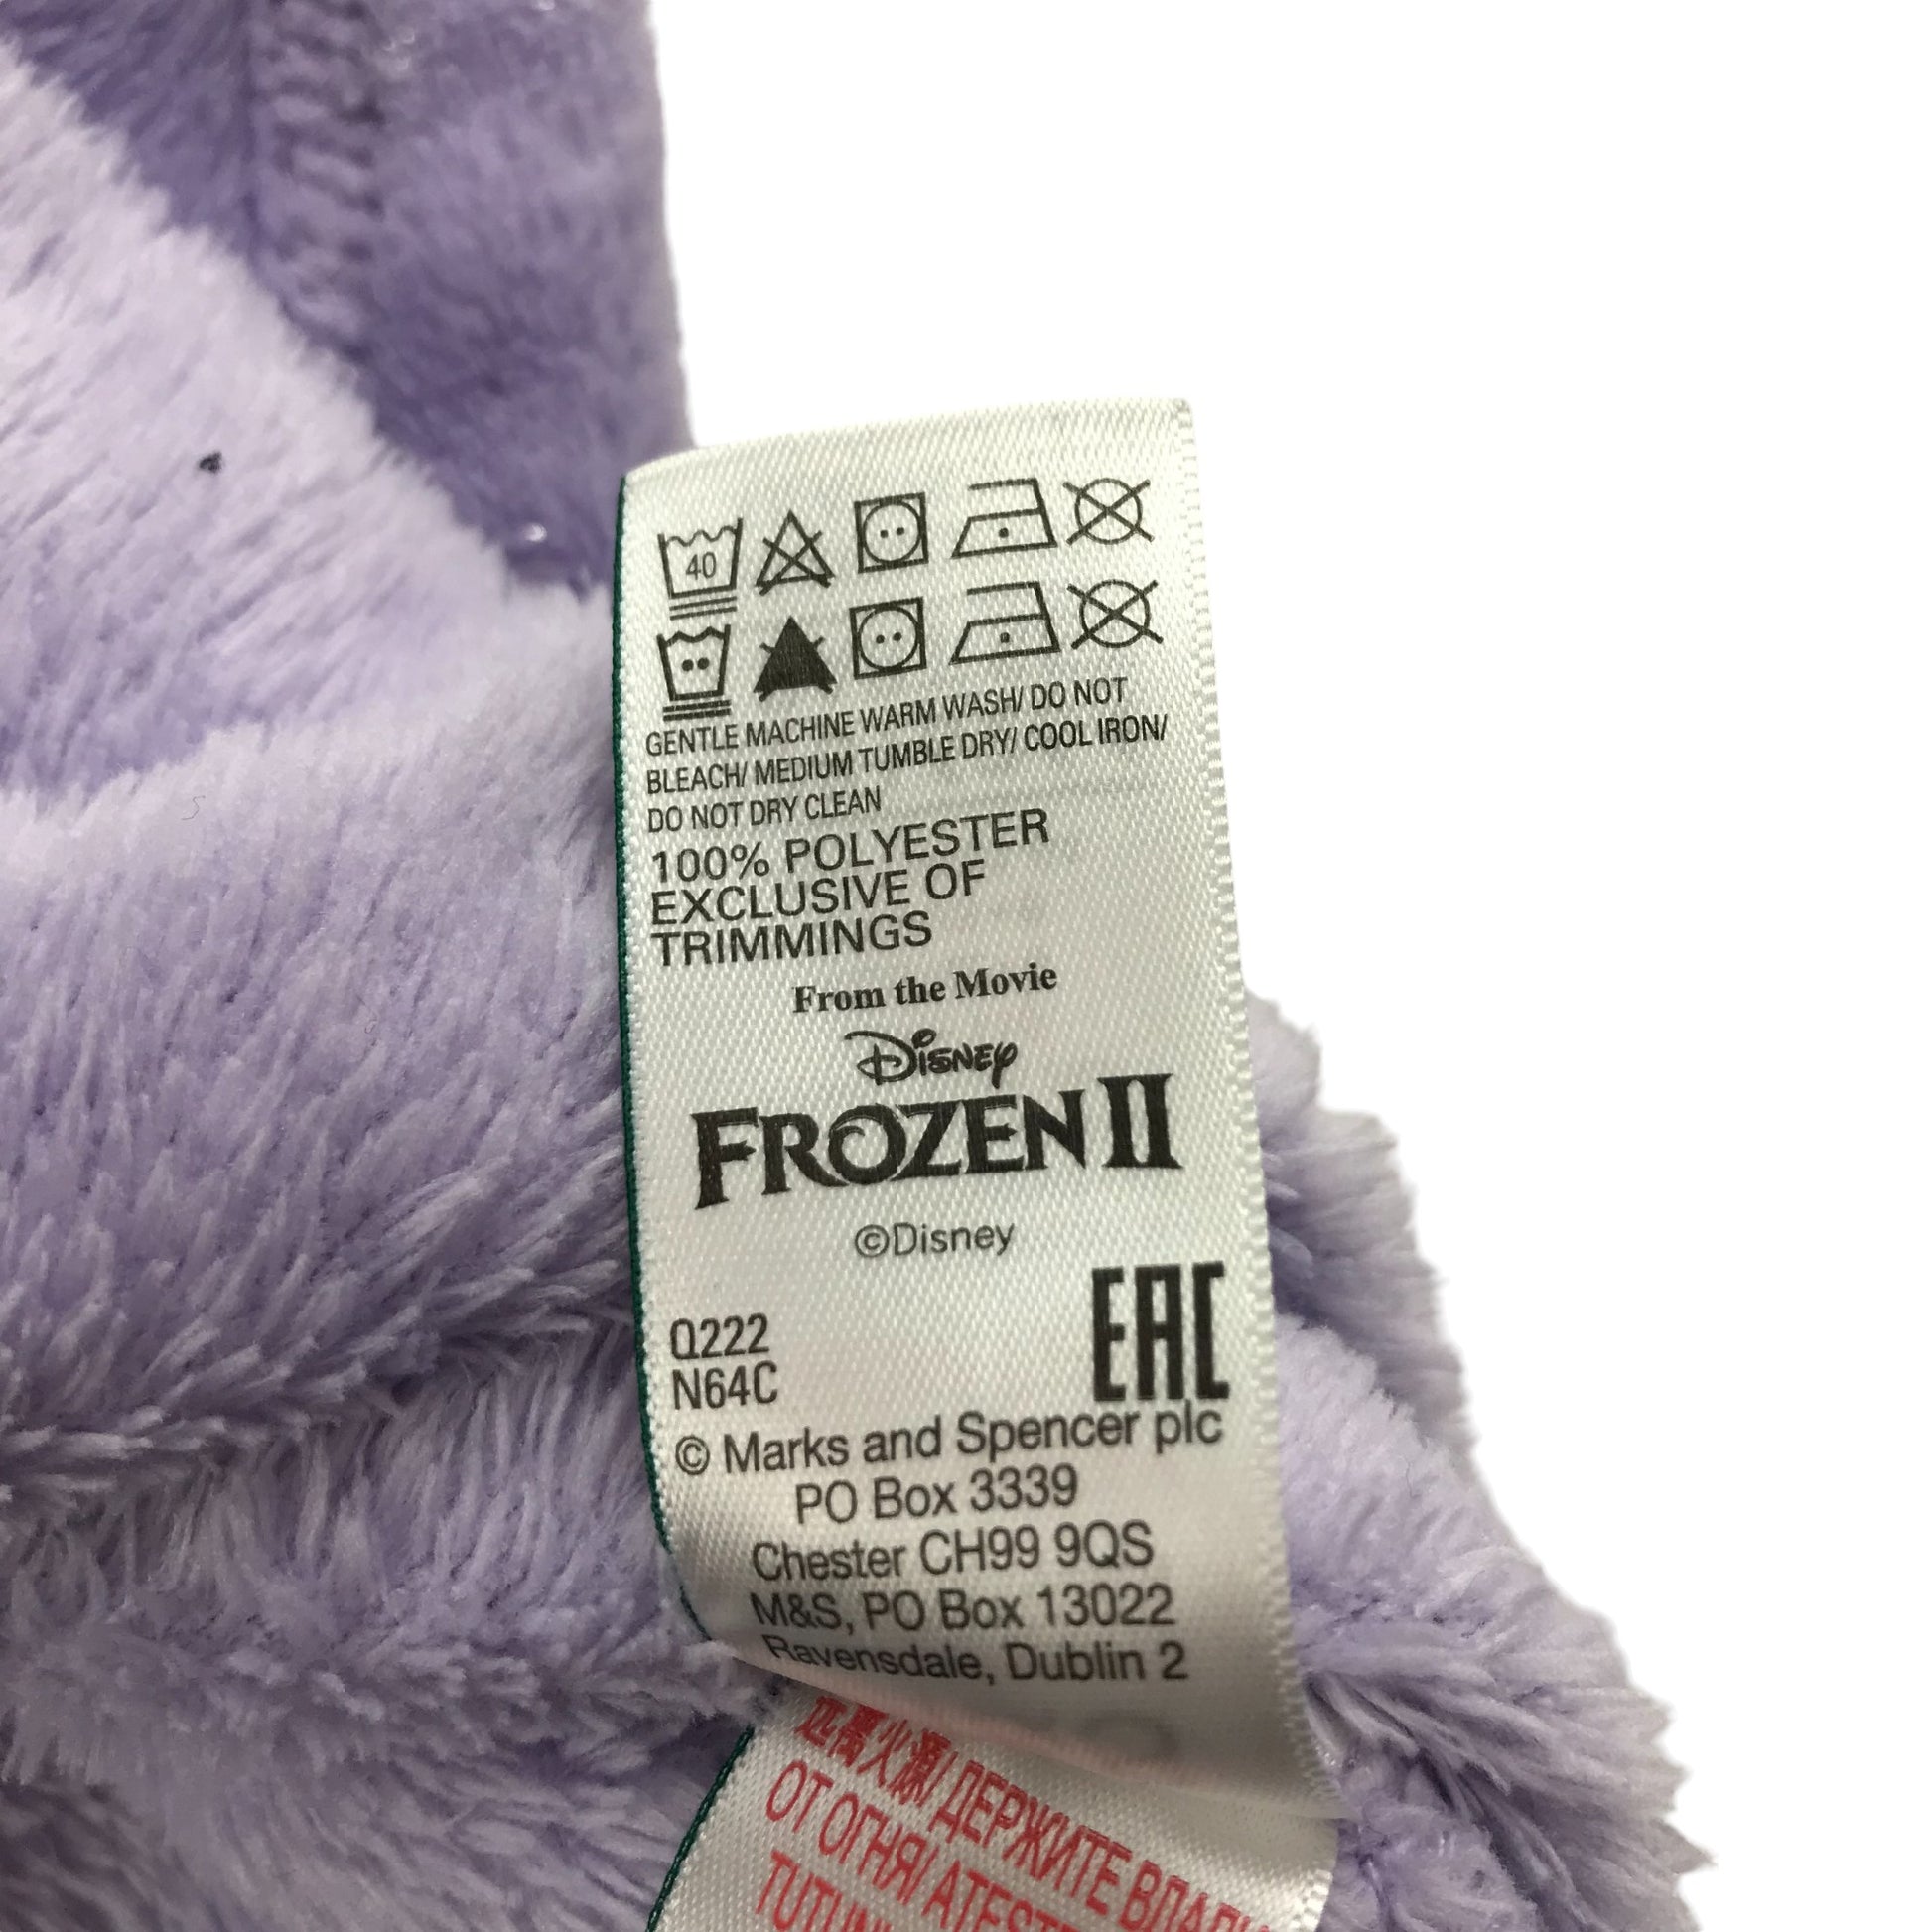 40
GENTLE MACHINE WARM WASH/ DO NOT
BLEACH/ MEDIUM TUMBLE DRY/ COOL IRON/
DO NOT DRY CLEAN
100% POLYESTER
EXCLUSIVE OF
TRIMMINGS
From the Movie
Disney
FROZEN II
©Disney
Q222
N64C
EAC
© Marks and Spencer plc
PO Box 3339
Chester CH99 9QS
M&S, PO Box 13022
Ravensdale, Dublin 2
火源/ ДЕРЖИТЕ
ОТ ОГНЯ/